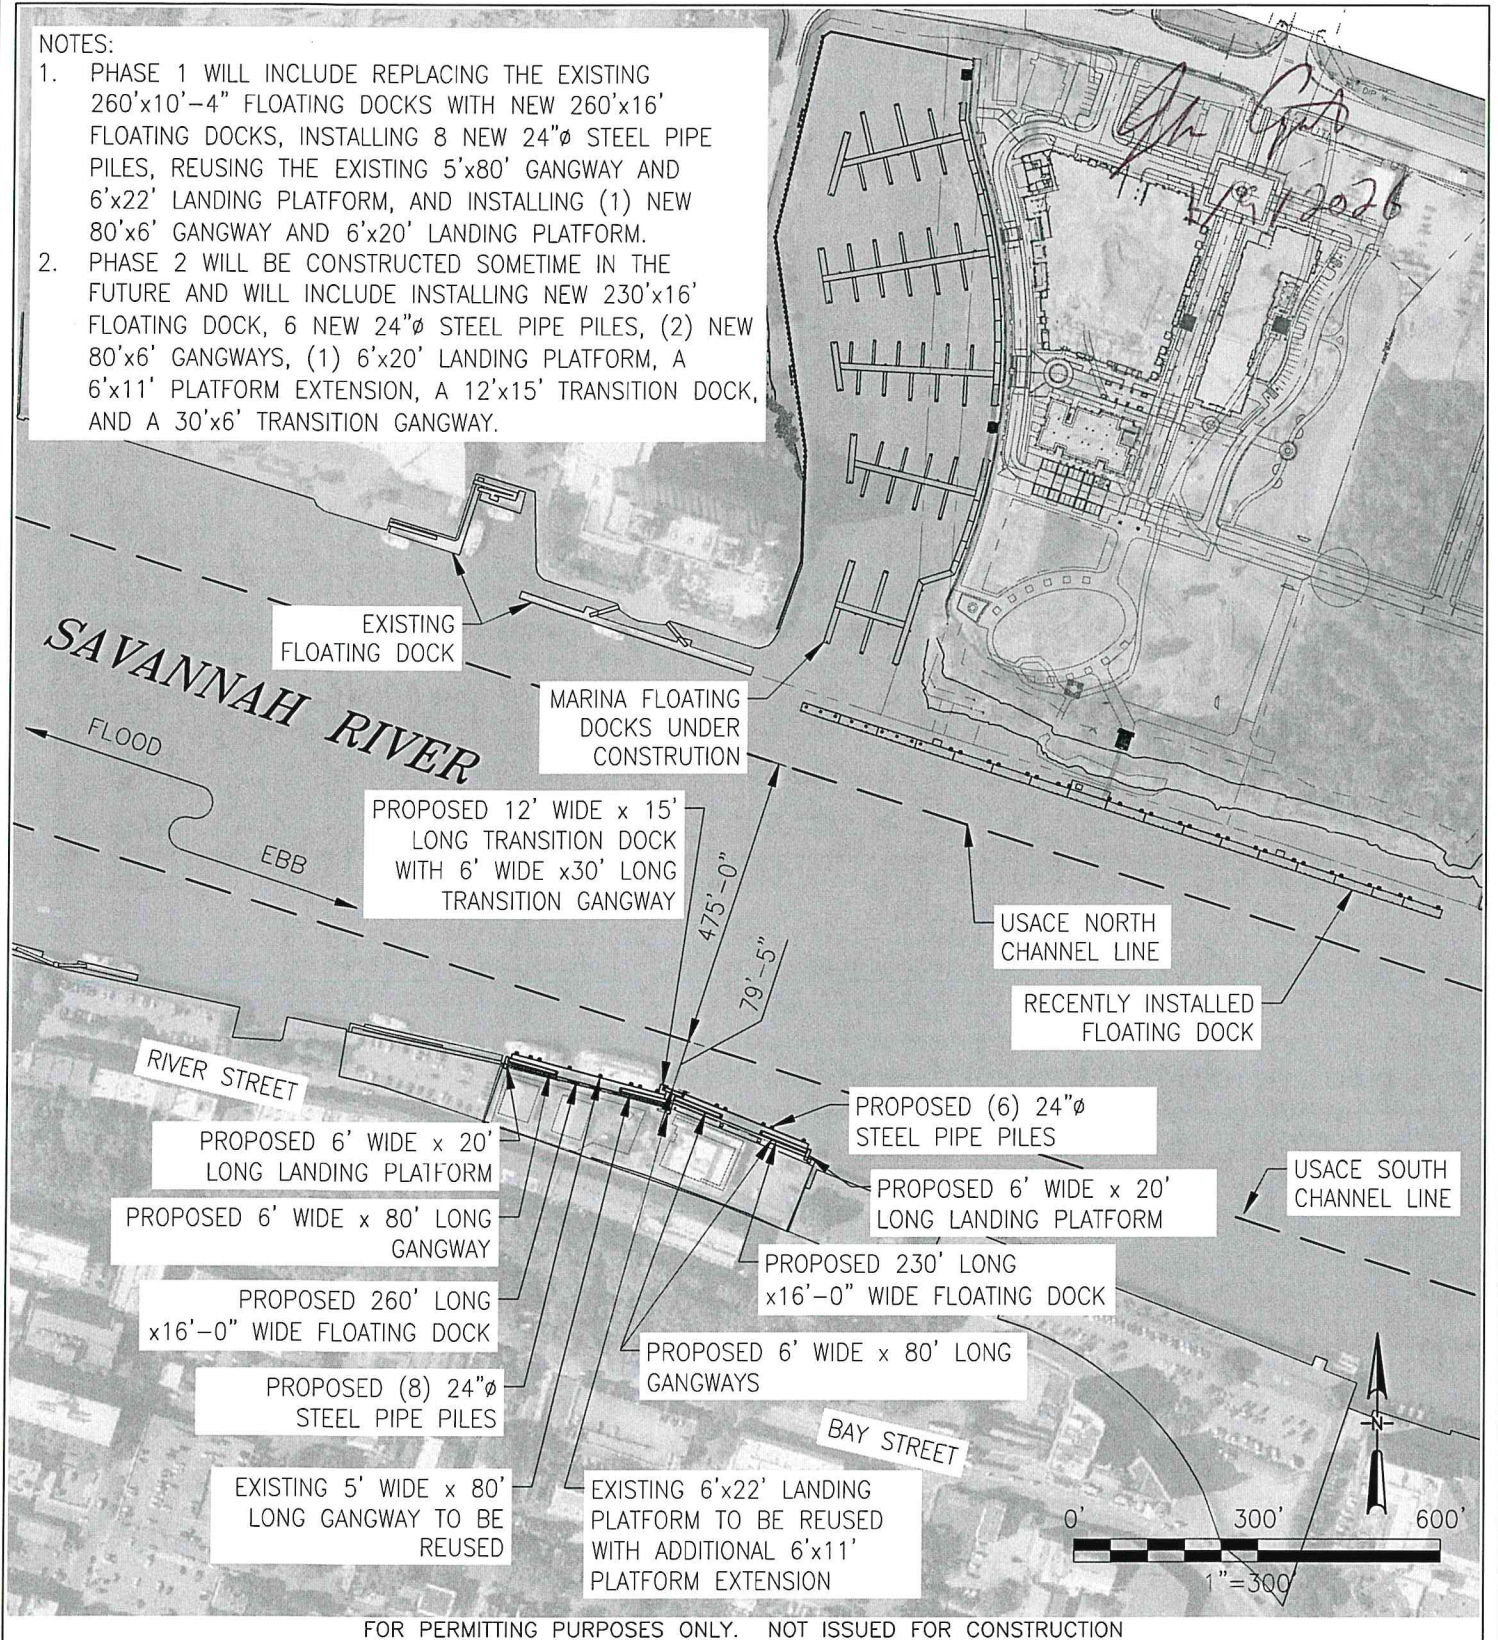 NOTES:
1. PHASE 1 WILL INCLUDE REPLACING THE EXISTING
260'x10'-4" FLOATING DOCKS WITH NEW 260'x16'
FLOATING DOCKS, INSTALLING 8 NEW 24"ø STEEL PIPE
PILES, REUSING THE EXISTING 5'x80' GANGWAY AND
6'x22' LANDING PLATFORM, AND INSTALLING (1) NEW
80'x6' GANGWAY AND 6'x20' LANDING PLATFORM.
2. PHASE 2 WILL BE CONSTRUCTED SOMETIME IN THE
FUTURE AND WILL INCLUDE INSTALLING NEW 230'x16'
FLOATING DOCK, 6 NEW 24"ø STEEL PIPE PILES, (2) NEW
80'x6' GANGWAYS, (1) 6'x20' LANDING PLATFORM, A
6'x11' PLATFORM EXTENSION, A 12'x15' TRANSITION DOCK,
AND A 30'x6' TRANSITION GANGWAY.
EXISTING
FLOATING DOCK
SAVANNAH RIVER
FLOOD
EBB
MARINA FLOATING
DOCKS UNDER
CONSTRUTION
PROPOSED 12' WIDE x 15'
LONG TRANSITION DOCK
WITH 6' WIDE x30' LONG
TRANSITION GANGWAY
475'-0"
79'-5"
USACE NORTH
CHANNEL LINE
RECENTLY INSTALLED
FLOATING DOCK
RIVER STREET
PROPOSED 6' WIDE x 20'
LONG LANDING PLATFORM
PROPOSED 6' WIDE x 80' LONG
GANGWAY
PROPOSED 260' LONG
x16'-0" WIDE FLOATING DOCK
PROPOSED (8) 24"ø
STEEL PIPE PILES
EXISTING 5' WIDE x 80'
LONG GANGWAY TO BE
REUSED
EXISTING 6'x22' LANDING
PLATFORM TO BE REUSED
WITH ADDITIONAL 6'x11'
PLATFORM EXTENSION
PROPOSED 6' WIDE x 80' LONG
GANGWAYS
PROPOSED 230' LONG
x16'-0" WIDE FLOATING DOCK
PROPOSED 6' WIDE x 20'
LONG LANDING PLATFORM
PROPOSED (6) 24"ø
STEEL PIPE PILES
USACE SOUTH
CHANNEL LINE
BAY STREET
N
0' 300' 600'
1"=300'
FOR PERMITTING PURPOSES ONLY. NOT ISSUED FOR CONSTRUCTION